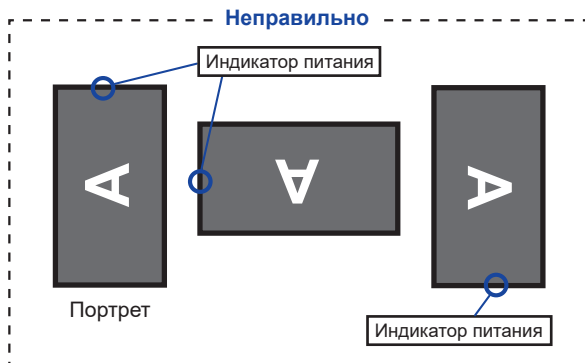 Неправильно
Индикатор питания
A
A
A
Портрет
Индикатор питания